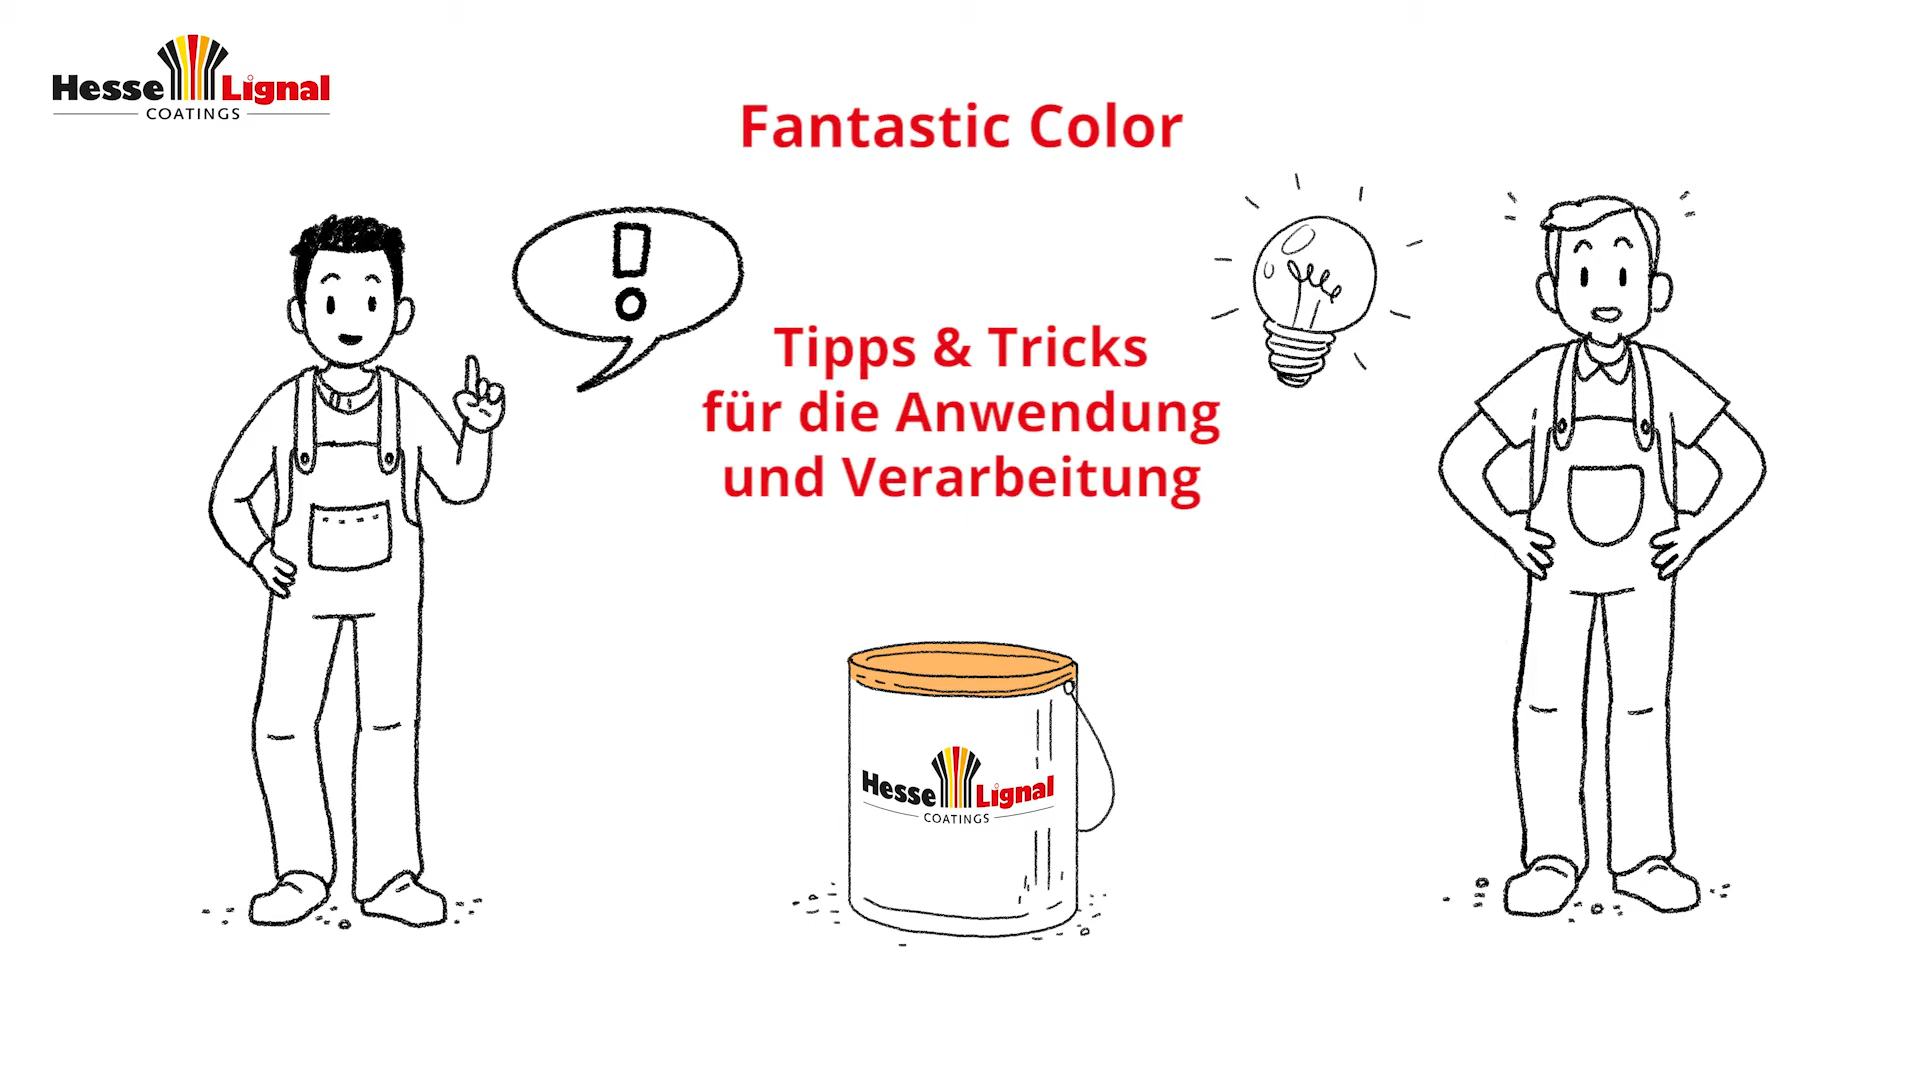 Hesse Lignal
COATINGS
Fantastic Color
!
Tipps & Tricks
für die Anwendung
und Verarbeitung
Hesse Lignal
COATINGS